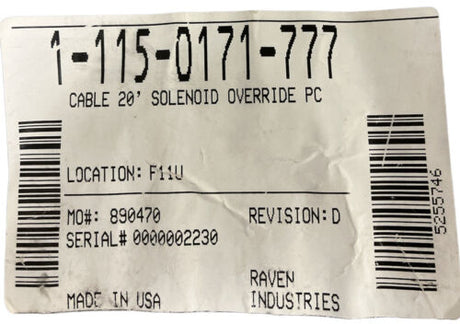 1-115-0171-777
CABLE 20' SOLENOID OVERRIDE PC
LOCATION: F11U
MO#: 890470 REVISION: D
SERIAL# 0000002230
5255746
RAVEN
MADE IN USA INDUSTRIES